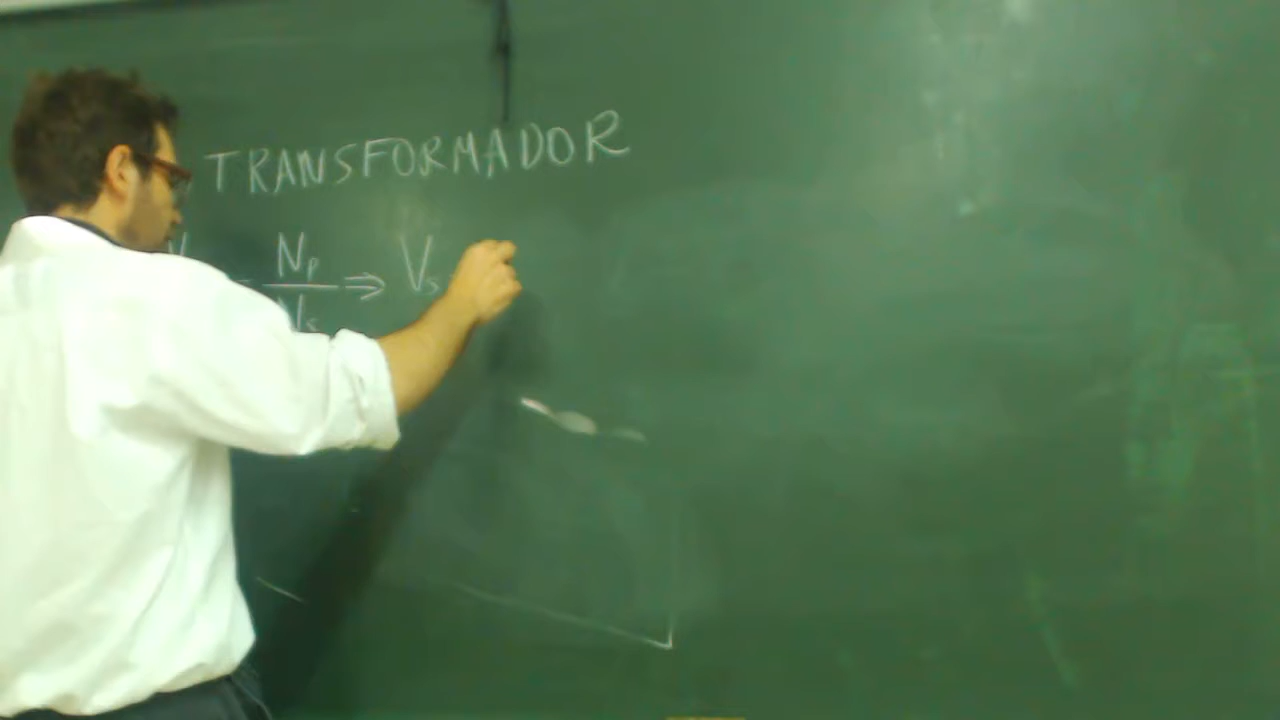 TRANSFORMADOR
V = Np/Ns ⇒ Vs